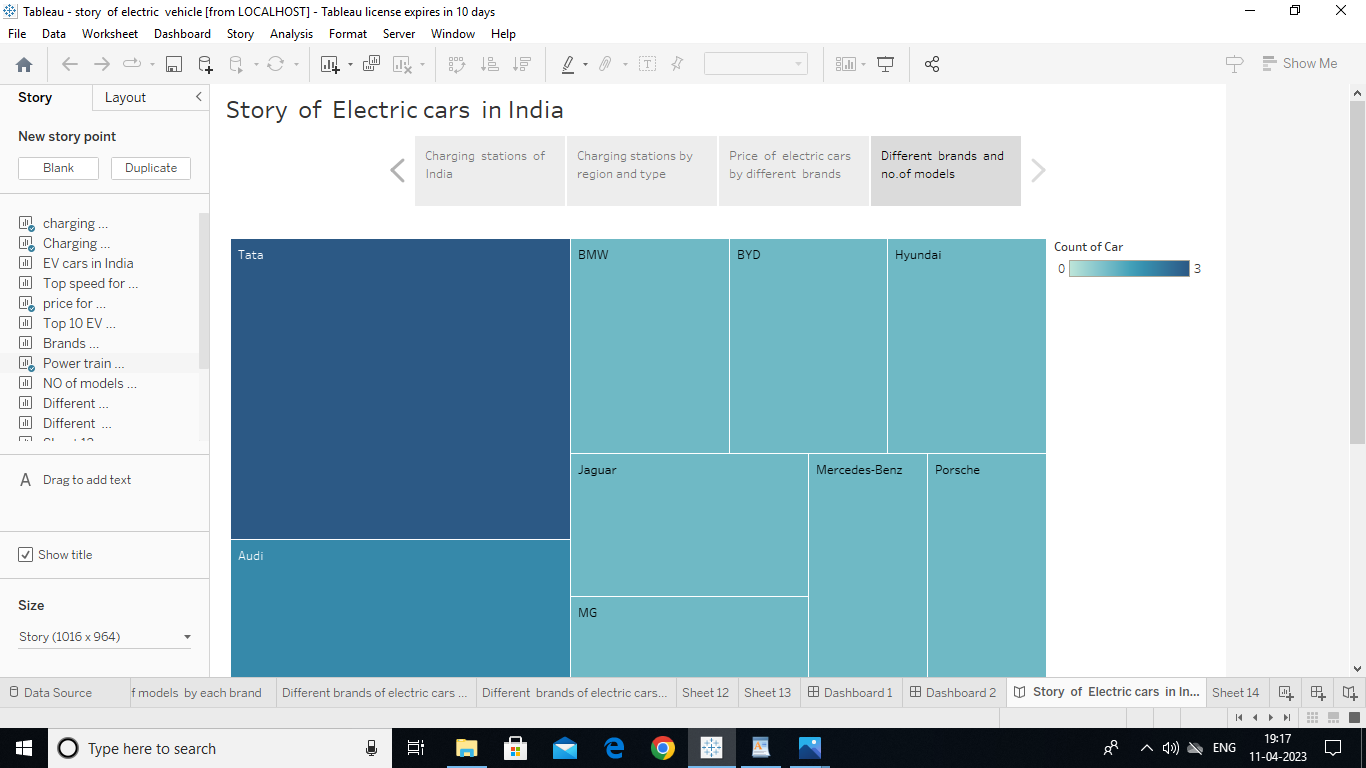 Tableau - story  of electric  vehicle [from LOCALHOST] - Tableau license expires in 10 days
File Data Worksheet Dashboard Story Analysis Format Server Window Help
Show Me
Story Layout
New story point
Blank Duplicate
charging ...
Charging ...
EV cars in India
Top speed for ...
price for ...
Top 10 EV ...
Brands ...
Power train ...
NO of models ...
Different ...
Different  ...
A Drag to add text
Show title
Size
Story (1016 x 964)
Story  of  Electric cars  in India
Charging  stations  of
India
Charging stations by
region and type
Price  of  electric cars
by different  brands
Different  brands  and
no.of models
Tata
BMW
BYD
Hyundai
Jaguar
Mercedes-Benz
Porsche
Audi
MG
Count of Car
0 3
Data Source f models  by each brand Different brands of electric cars ... Different  brands of electric cars... Sheet 12 Sheet 13 Dashboard 1 Dashboard 2 Story  of  Electric cars  in In... Sheet 14
Type here to search
ENG
19:17
11-04-2023